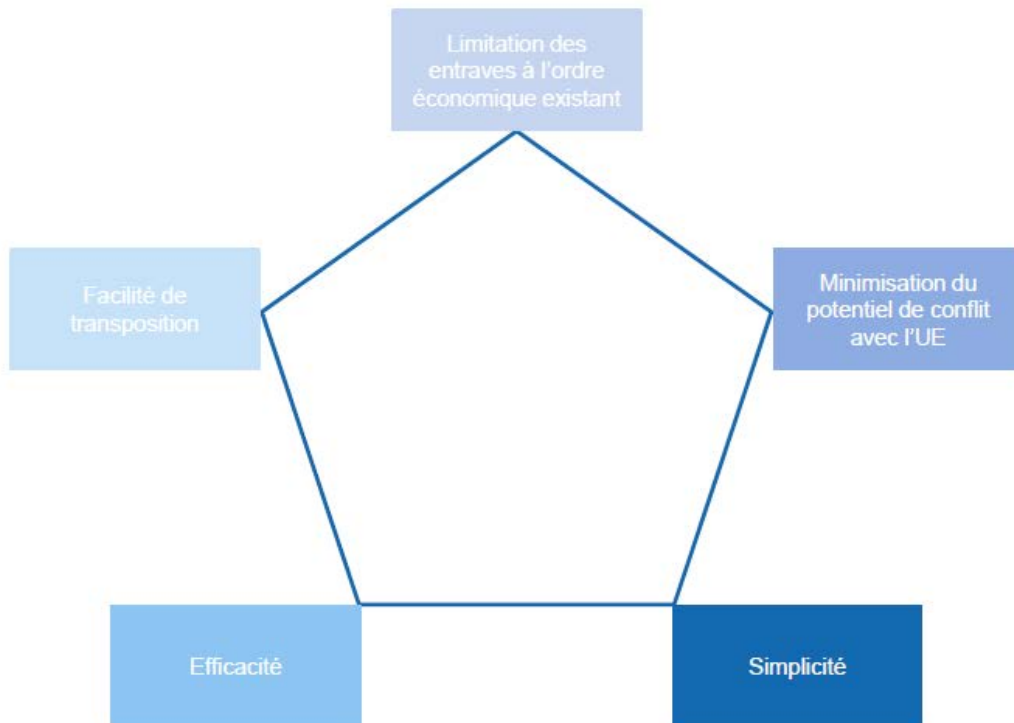 Limitation des
entraves à l'ordre
économique existant
Facilité de
transposition
Minimisation du
potentiel de conflit
avec l'UE
Efficacité
Simplicité